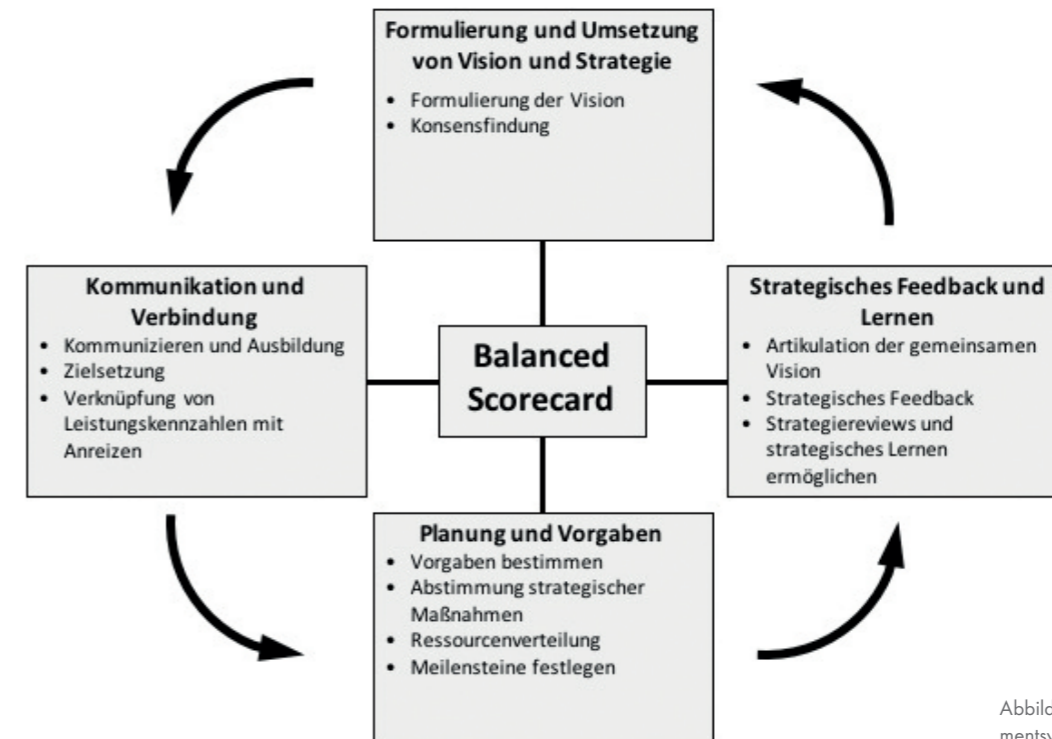 Formulierung und Umsetzung
von Vision und Strategie
• Formulierung der Vision
• Konsensfindung
Kommunikation und
Verbindung
• Kommunizieren und Ausbildung
• Zielsetzung
• Verknüpfung von
Leistungskennzahlen mit
Anreizen
Balanced
Scorecard
Strategisches Feedback und
Lernen
• Artikulation der gemeinsamen
Vision
• Strategisches Feedback
• Strategiereviews und
strategisches Lernen
ermöglichen
Planung und Vorgaben
• Vorgaben bestimmen
• Abstimmung strategischer
Maßnahmen
• Ressourcenverteilung
• Meilensteine festlegen